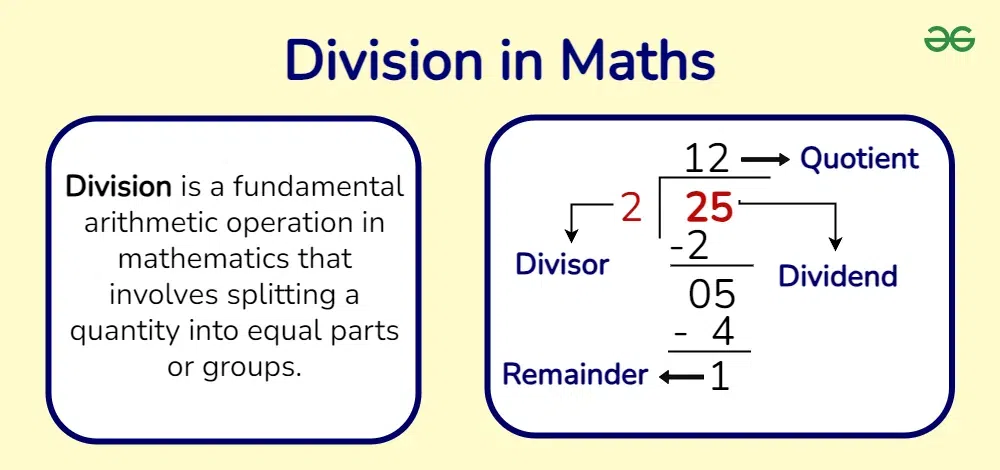 Division in Maths
Division is a fundamental
arithmetic operation in
mathematics that
involves splitting a
quantity into equal parts
or groups.
12 Quotient
2 25
-2
Divisor
Dividend
05
- 4
Remainder 1